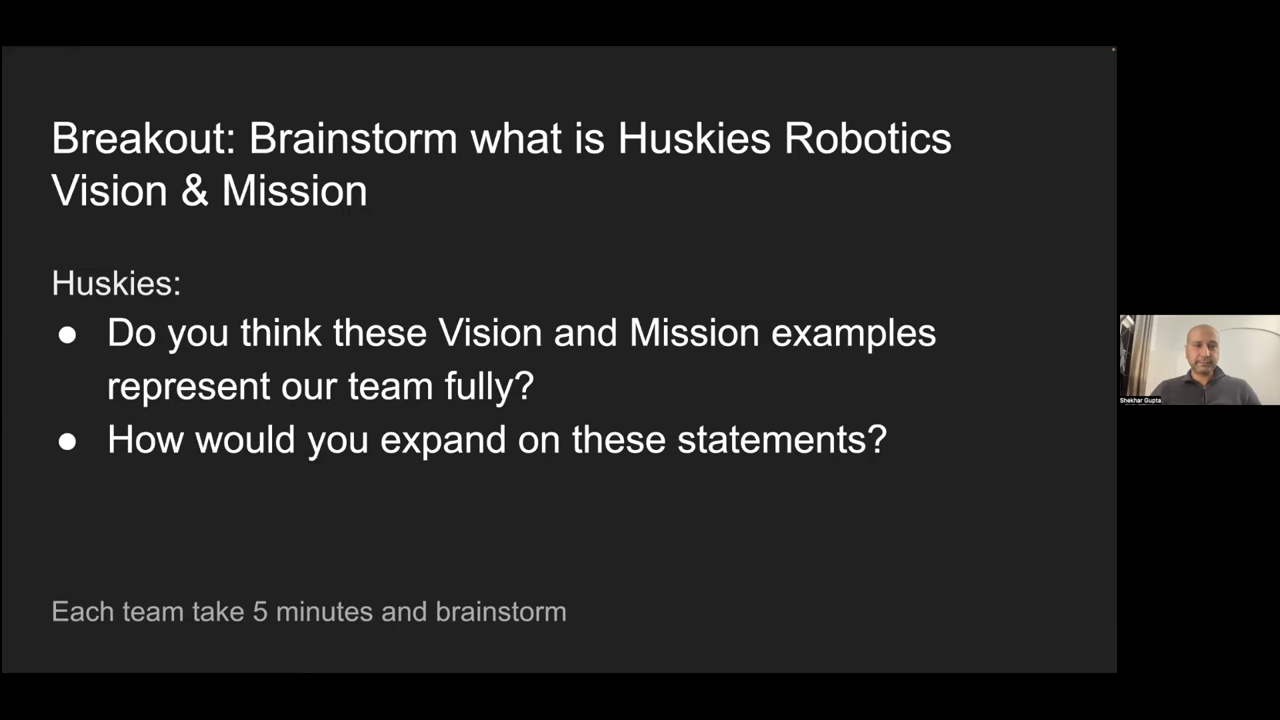 Breakout: Brainstorm what is Huskies Robotics
Vision & Mission
Huskies:
● Do you think these Vision and Mission examples
represent our team fully?
● How would you expand on these statements?
Each team take 5 minutes and brainstorm
Shekhar Gupta